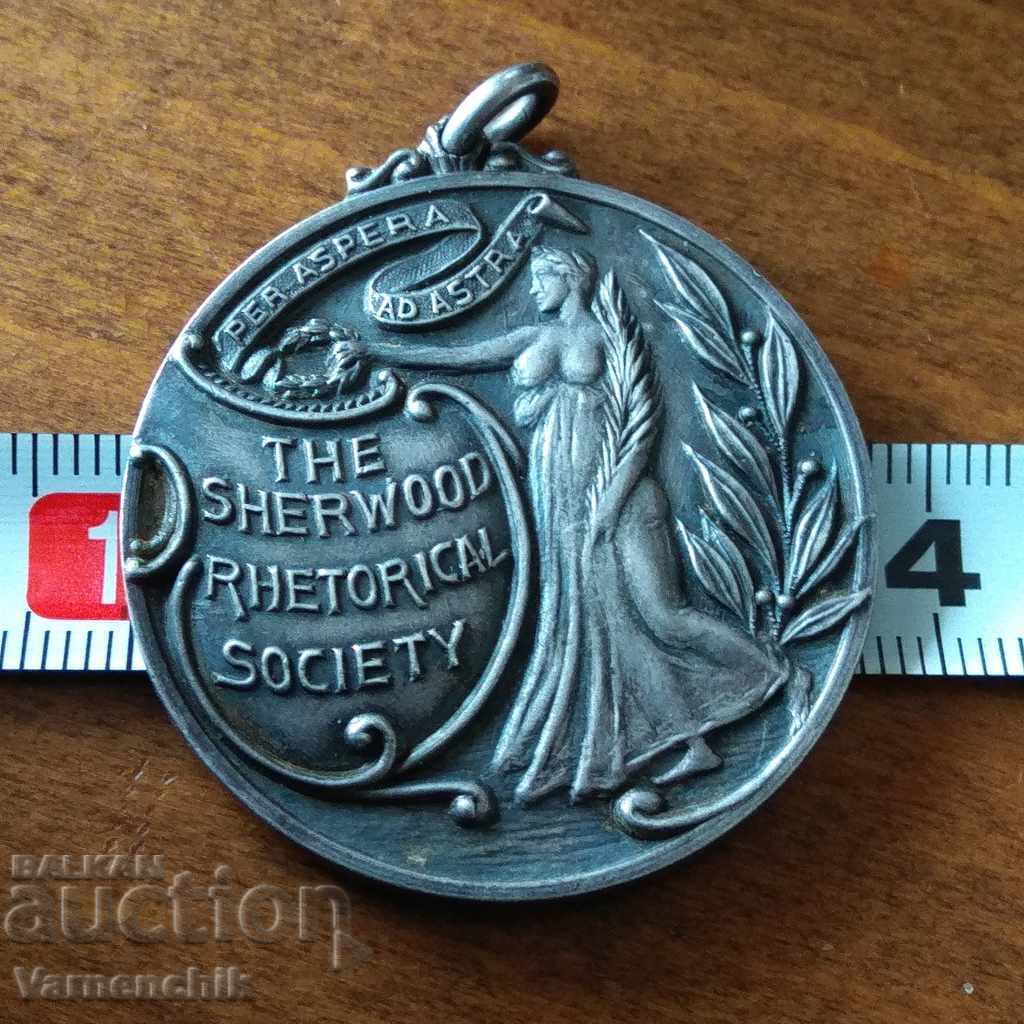 PER ASPERA
AD ASTRA
THE
SHERWOOD
RHETORICAL
SOCIETY
1
4
BALKAN
auction
Varnenchik